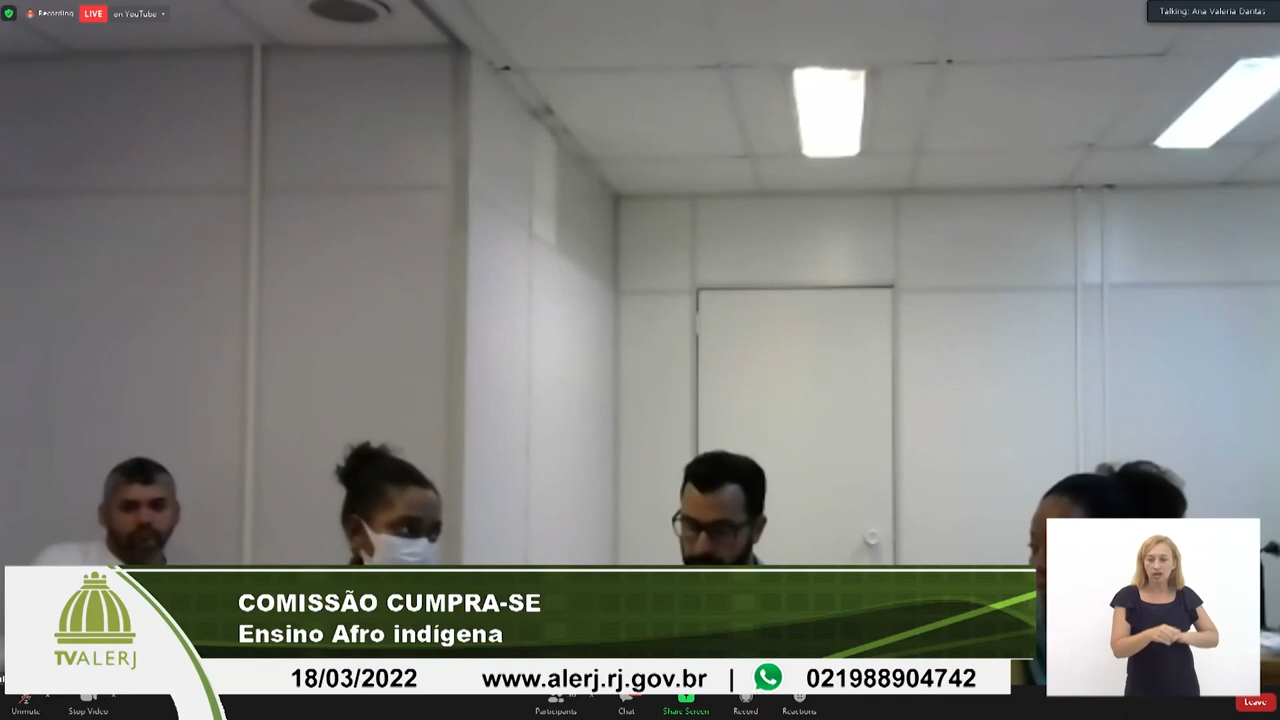 Recording LIVE on YouTube
Talking: Ana Valeria Dantas
COMISSÃO CUMPRA-SE
Ensino Afro indígena
TVALERJ
18/03/2022 www.alerj.rj.gov.br | 021988904742
Unmute Stop Video Participants Chat Share Screen Record Reactions Leave